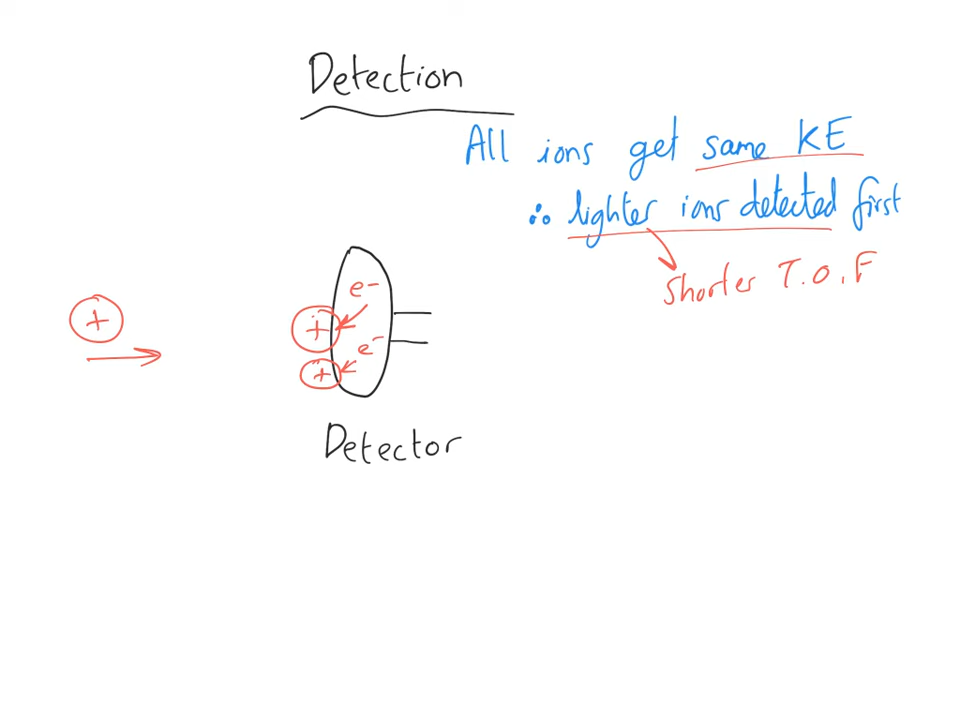 Detection
All ions get same KE
∴ lighter ions detected first
Shorter T.O.F
e-
+
+
e-
+
Detector